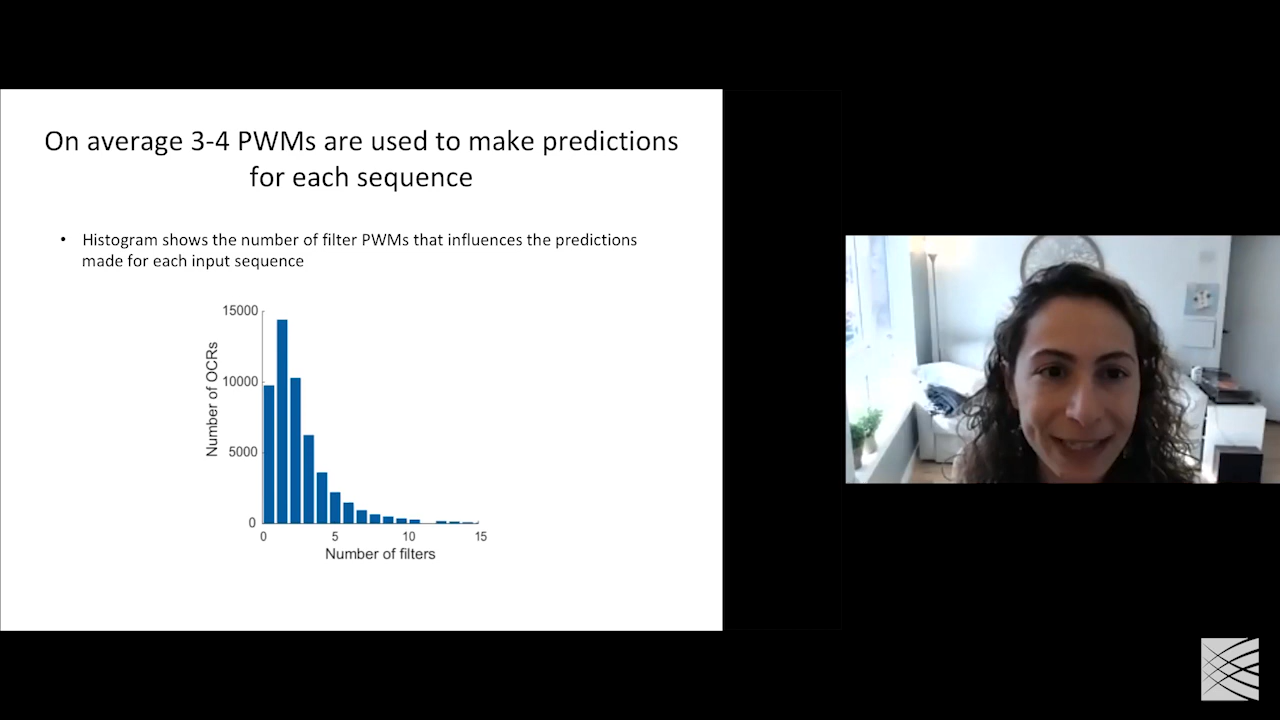 On average 3-4 PWMs are used to make predictions
for each sequence
• Histogram shows the number of filter PWMs that influences the predictions
made for each input sequence
15000
10000
5000
0
Number of OCRs
0 5 10 15
Number of filters